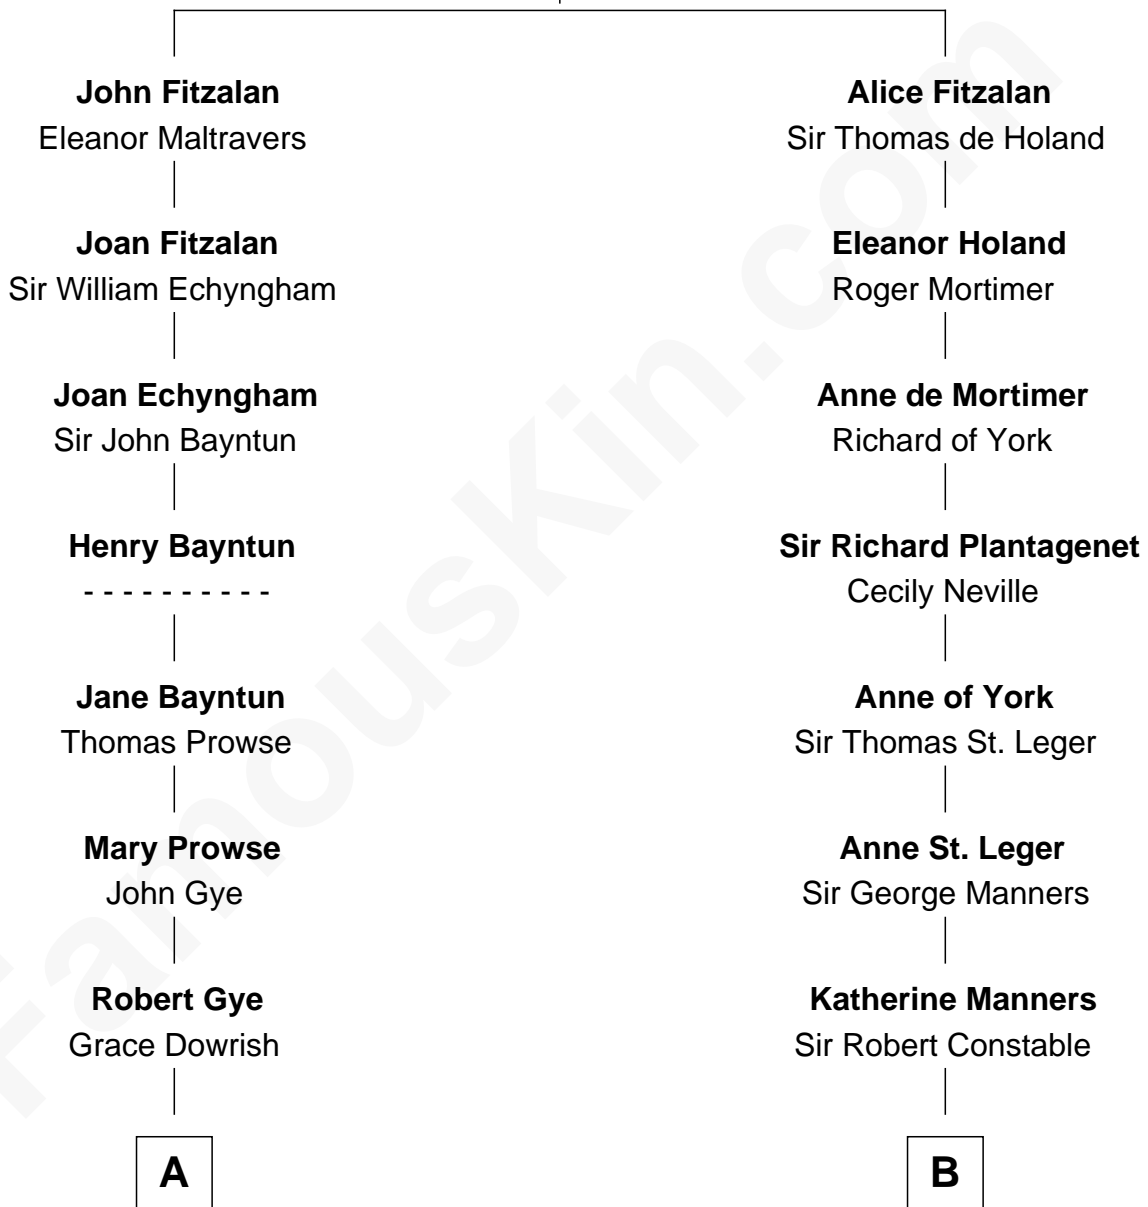 John Fitzalan
Eleanor Maltravers
Joan Fitzalan
Sir William Echyngham
Joan Echyngham
Sir John Bayntun
Henry Bayntun
- - - - - - - - - -
Jane Bayntun
Thomas Prowse
Mary Prowse
John Gye
Robert Gye
Grace Dowrish
A
Alice Fitzalan
Sir Thomas de Holand
Eleanor Holand
Roger Mortimer
Anne de Mortimer
Richard of York
Sir Richard Plantagenet
Cecily Neville
Anne of York
Sir Thomas St. Leger
Anne St. Leger
Sir George Manners
Katherine Manners
Sir Robert Constable
B
FamousKin.com